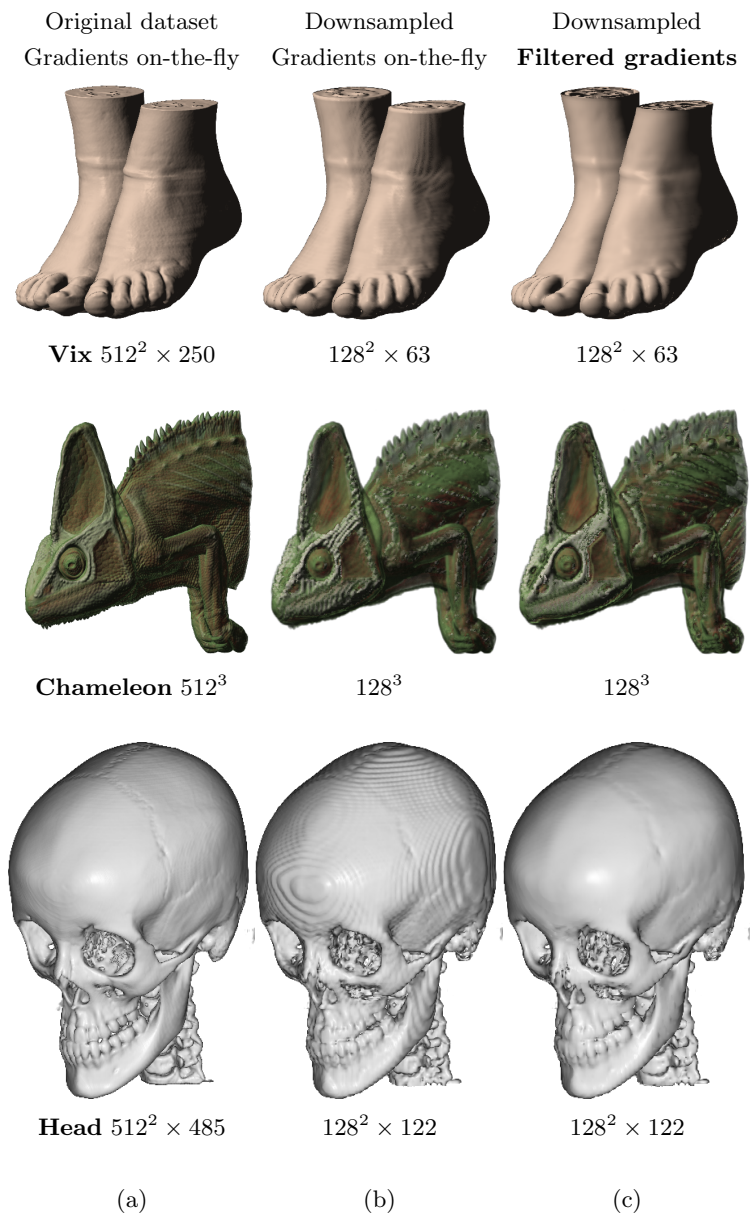 Original dataset Downsampled Downsampled
Gradients on-the-fly Gradients on-the-fly Filtered gradients
Vix 512² × 250 128² × 63 128² × 63
Chameleon 512³ 128³ 128³
Head 512² × 485 128² × 122 128² × 122
(a) (b) (c)